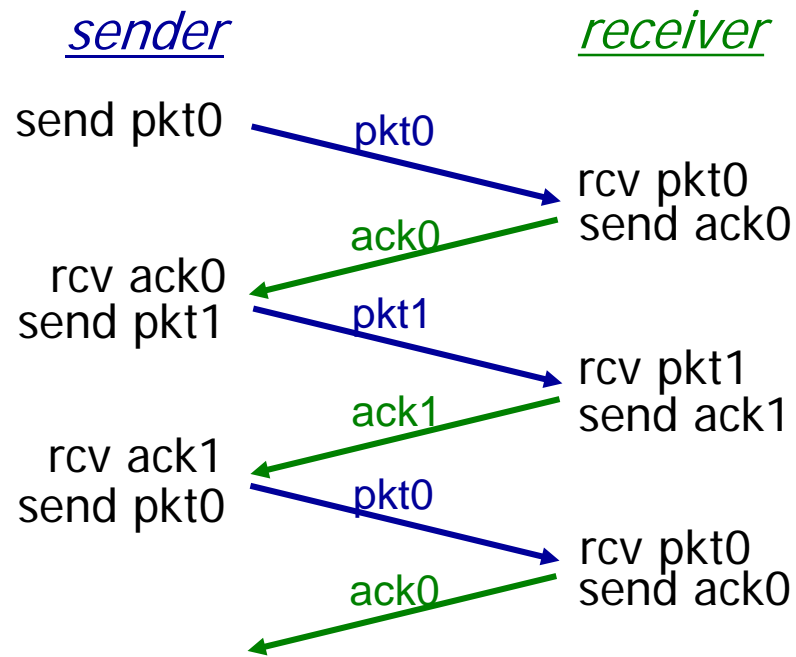 sender
receiver
send pkt0
pkt0
rcv pkt0
send ack0
ack0
rcv ack0
send pkt1
pkt1
rcv pkt1
send ack1
ack1
rcv ack1
send pkt0
pkt0
rcv pkt0
send ack0
ack0